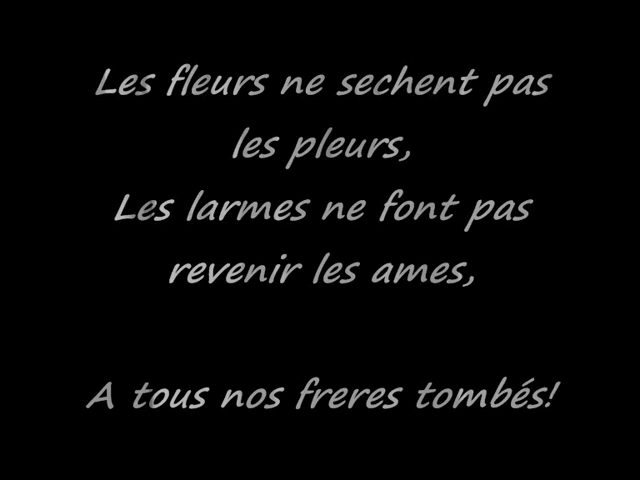 Les fleurs ne sechent pas
les pleurs,
Les larmes ne font pas
revenir les ames,
A tous nos freres tombés!